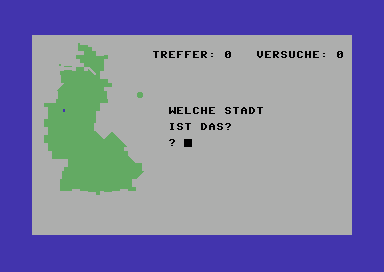 TREFFER: 0 VERSUCHE: 0
WELCHE STADT
IST DAS?
?